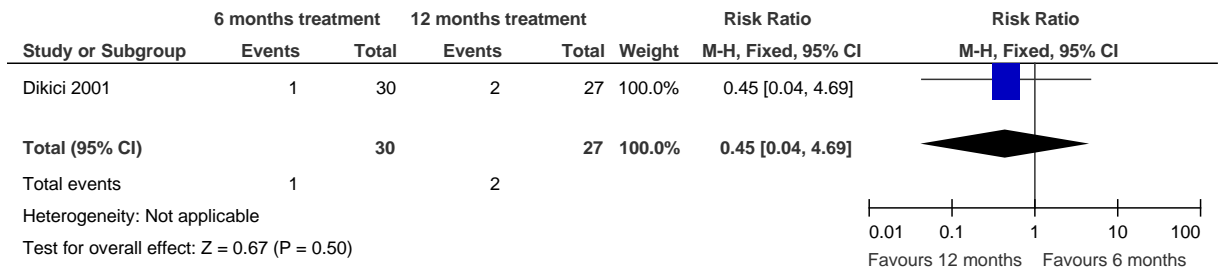 6 months treatment 12 months treatment Risk Ratio Risk Ratio
Study or Subgroup Events Total Events Total Weight M-H, Fixed, 95% CI M-H, Fixed, 95% CI
Dikici 2001 1 30 2 27 100.0% 0.45 [0.04, 4.69]
Total (95% CI) 30 27 100.0% 0.45 [0.04, 4.69]
Total events 1 2
Heterogeneity: Not applicable
Test for overall effect: Z = 0.67 (P = 0.50)
0.01 0.1 1 10 100
Favours 12 months Favours 6 months